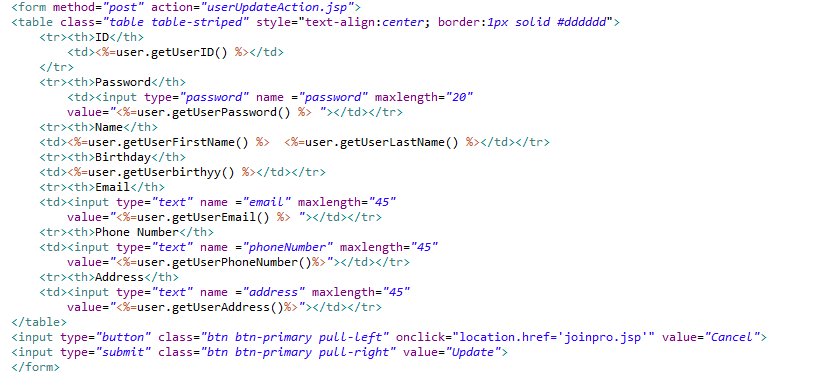 <form method="post" action="userUpdateAction.jsp">
<table class="table table-striped" style="text-align:center; border:1px solid #dddddd">
<tr><th>ID</th>
<td><%=user.getUserID() %></td>
</tr>
<tr><th>Password</th>
<td><input type="password" name ="password" maxlength="20"
value="<%=user.getUserPassword() %> "></td></tr>
<tr><th>Name</th>
<td><%=user.getUserFirstName() %>  <%=user.getUserLastName() %></td></tr>
<tr><th>Birthday</th>
<td><%=user.getUserbirthyy() %></td></tr>
<tr><th>Email</th>
<td><input type="text" name ="email" maxlength="45"
value="<%=user.getUserEmail() %> "></td></tr>
<tr><th>Phone Number</th>
<td><input type="text" name ="phoneNumber" maxlength="45"
value="<%=user.getUserPhoneNumber()%>"></td></tr>
<tr><th>Address</th>
<td><input type="text" name ="address" maxlength="45"
value="<%=user.getUserAddress()%>"></td></tr>
</table>
<input type="button" class="btn btn-primary pull-left" onclick="location.href='joinpro.jsp'" value="Cancel">
<input type="submit" class="btn btn-primary pull-right" value="Update">
</form>